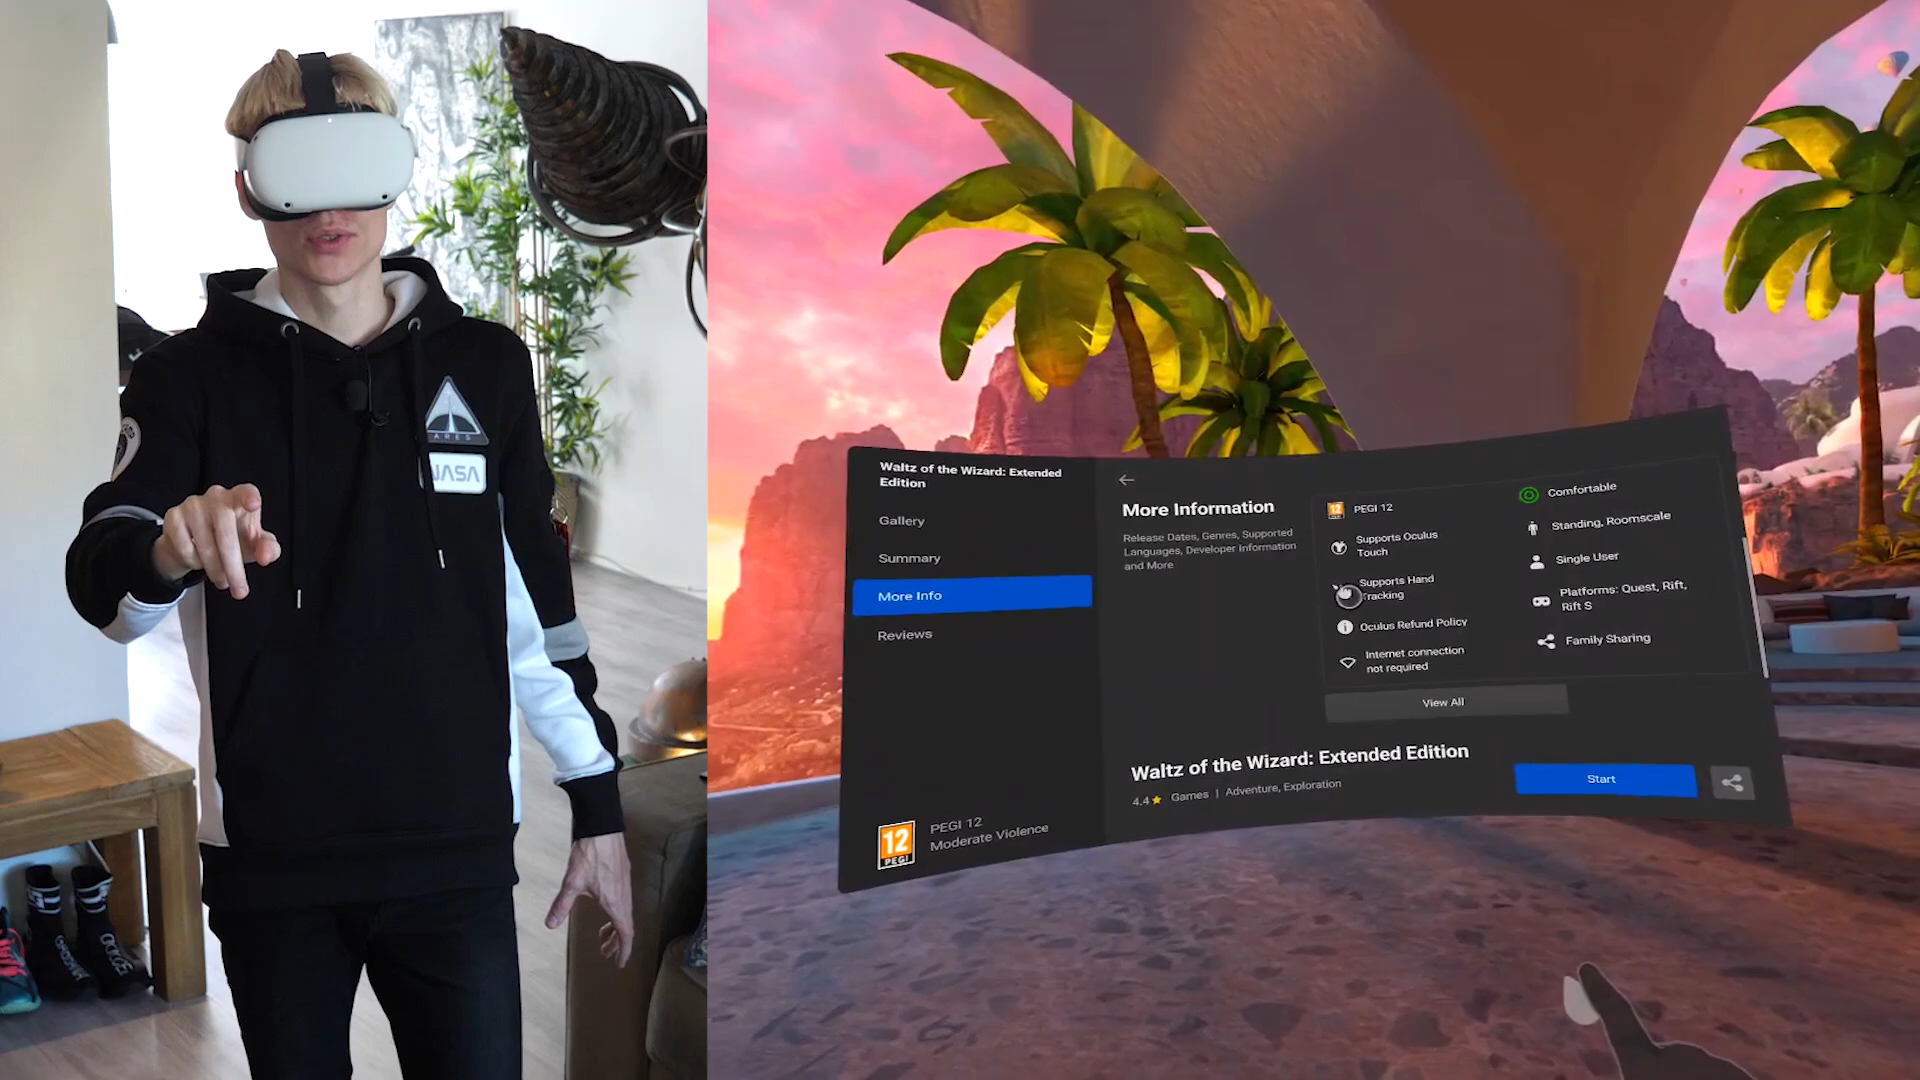 ARES
NASA
Waltz of the Wizard: Extended
Edition
Gallery
Summary
More Info
Reviews
12
PEGI
PEGI 12
Moderate Violence
More Information
Release Dates, Genres, Supported
Languages, Developer Information
and More
12
PEGI 12
Supports Oculus
Touch
Supports Hand
Tracking
Oculus Refund Policy
Internet connection
not required
Comfortable
Standing, Roomscale
Single User
Platforms: Quest, Rift,
Rift S
Family Sharing
View All
Waltz of the Wizard: Extended Edition
4.4 Games | Adventure, Exploration
Start